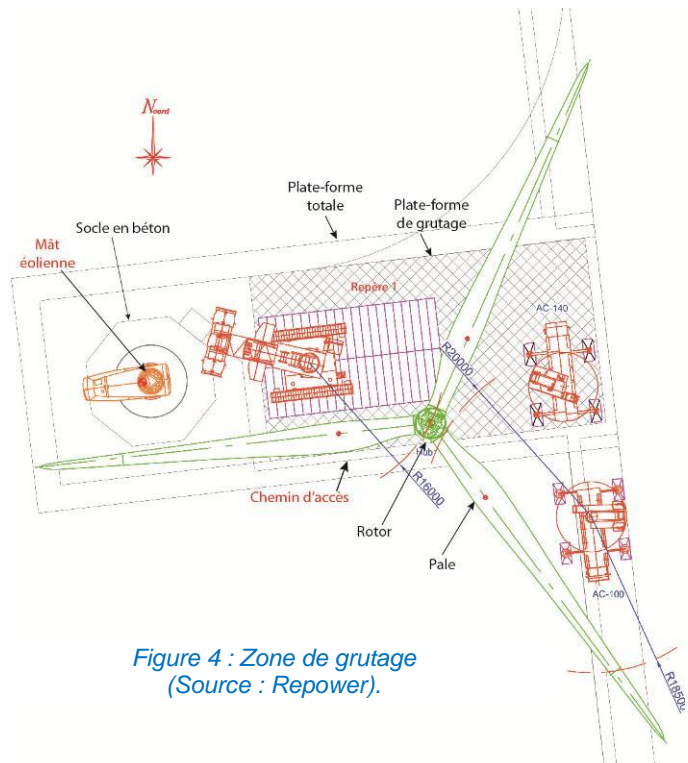 Noord
Plate-forme
totale
Plate-forme
de grutage
Socle en béton
Mât
éolienne
Repère 1
AC-140
R20000
Hub
Chemin d'accès
R16000
Rotor
Pale
AC-100
R18500
Figure 4 : Zone de grutage
(Source : Repower).